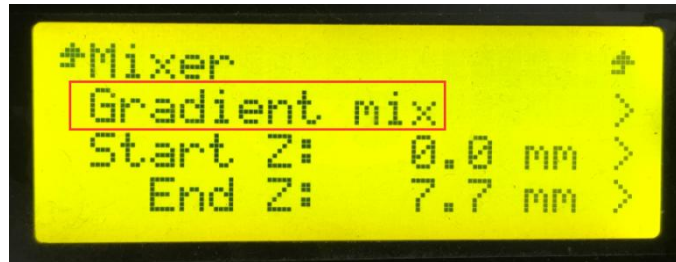 Mixer
Gradient mix >
Start Z: 0.0 mm >
End Z: 7.7 mm >